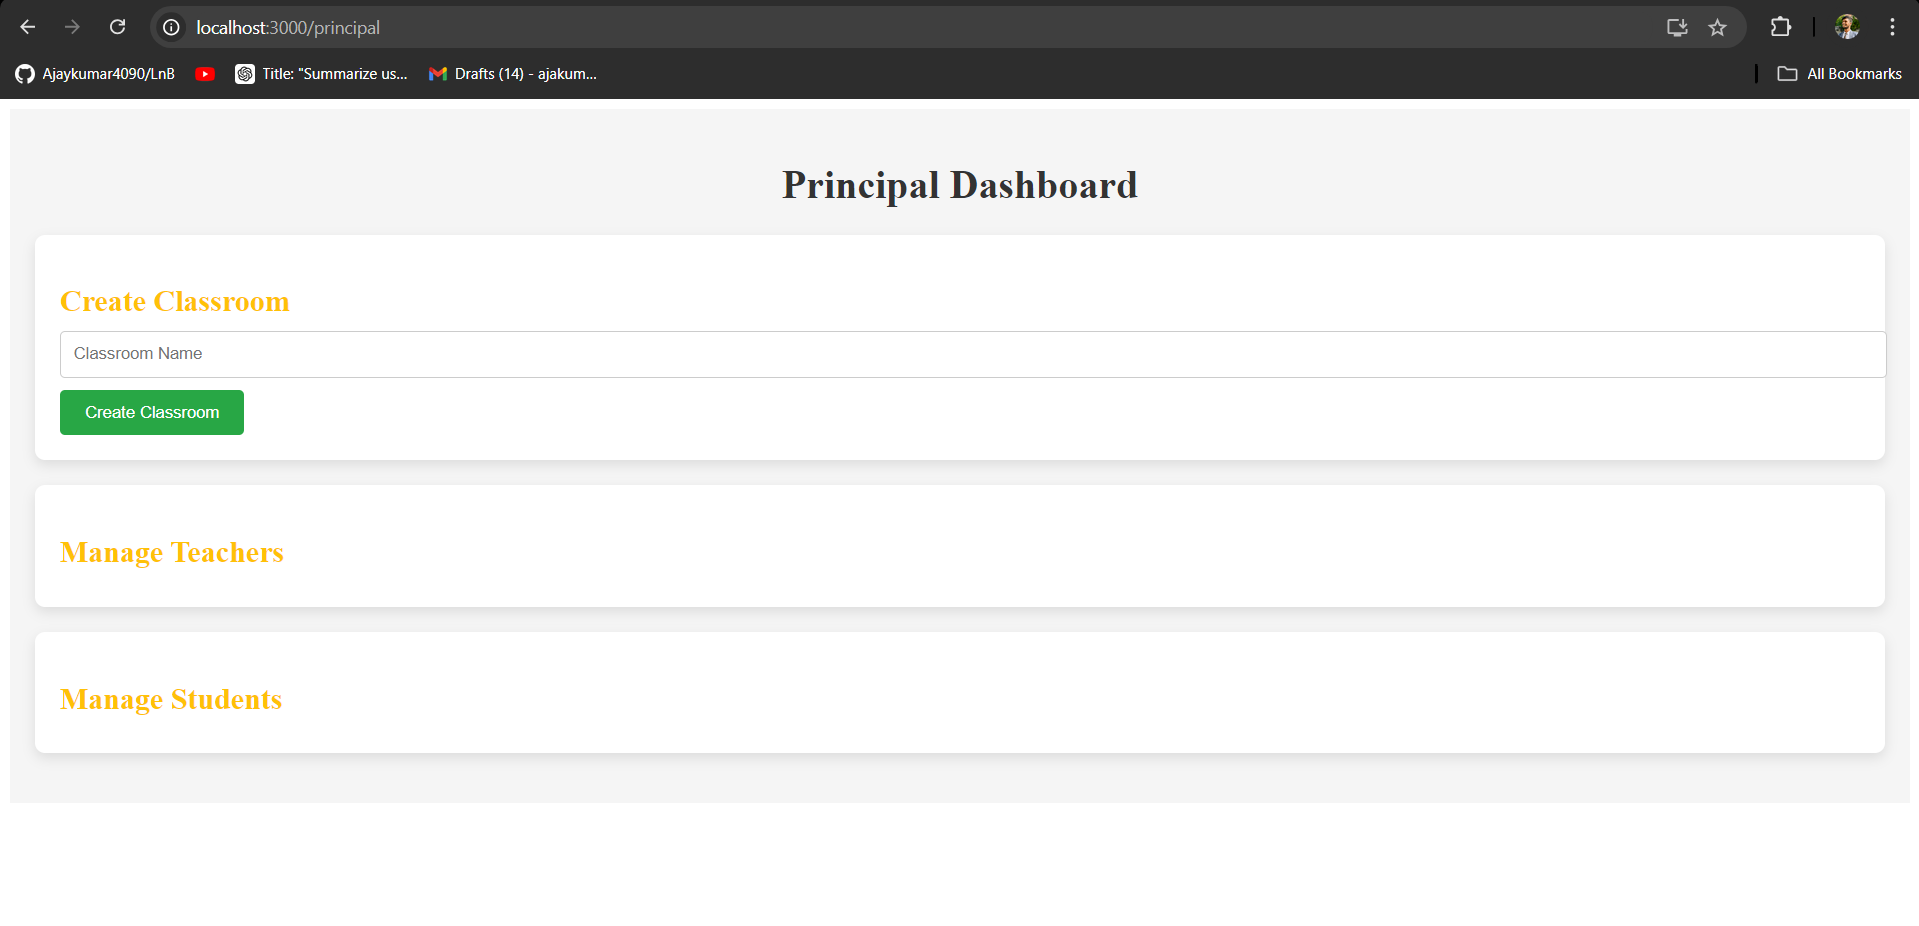 localhost:3000/principal
Ajaykumar4090/LnB
Title: "Summarize us...
Drafts (14) - ajakum...
All Bookmarks
Principal Dashboard
Create Classroom
Classroom Name
Create Classroom
Manage Teachers
Manage Students